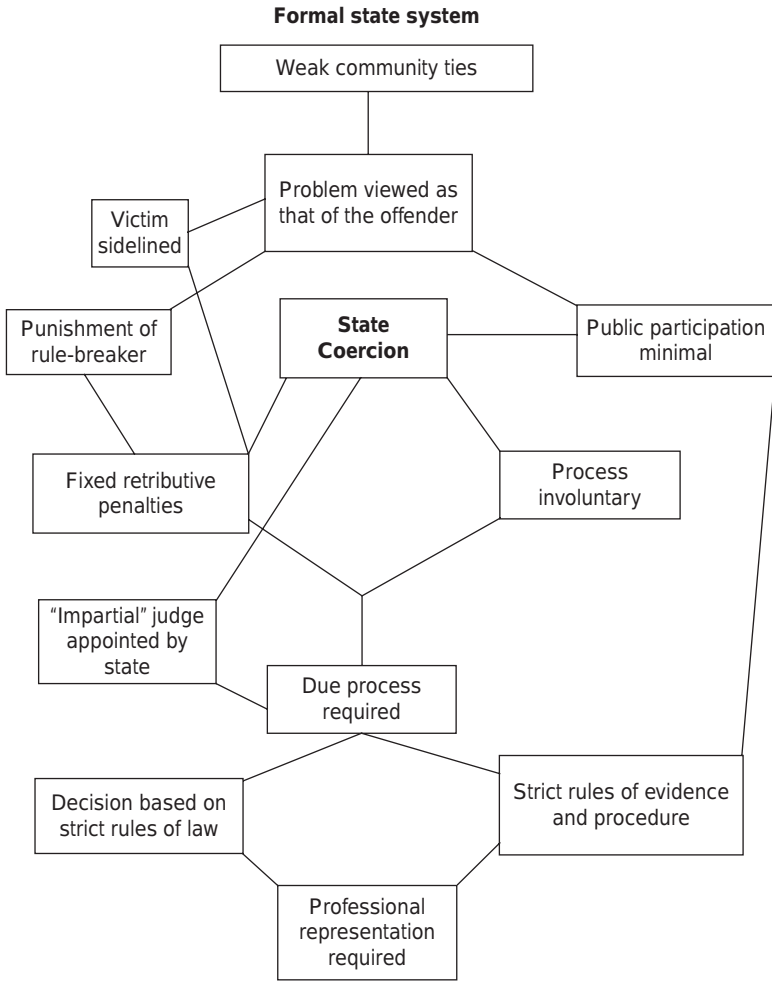 Formal state system
Weak community ties
Problem viewed as
that of the offender
Victim
sidelined
Punishment of
rule-breaker
State
Coercion
Public participation
minimal
Fixed retributive
penalties
Process
involuntary
“Impartial” judge
appointed by
state
Due process
required
Decision based on
strict rules of law
Strict rules of evidence
and procedure
Professional
representation
required